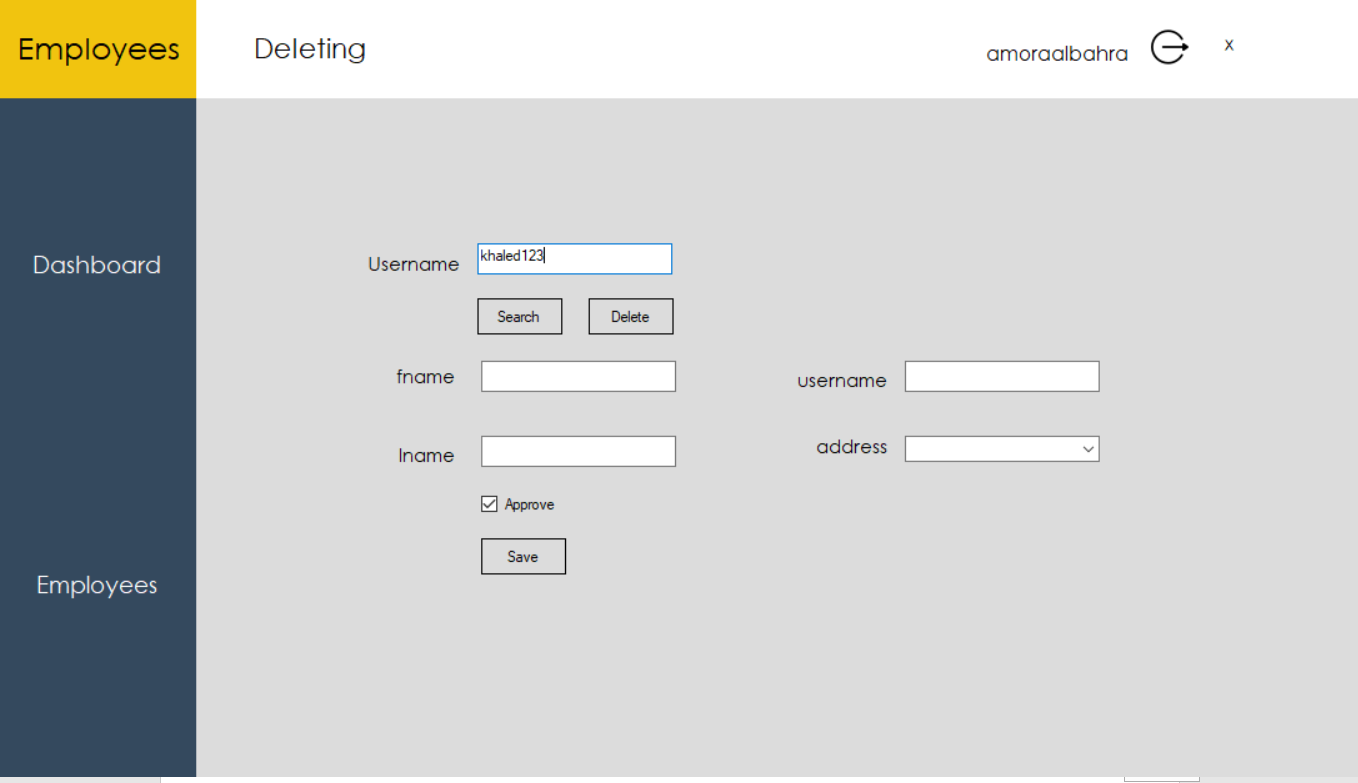 Employees
Deleting
amoraalbahra
x
Dashboard
Employees
Username
khaled123
Search
Delete
fname
username
lname
address
Approve
Save